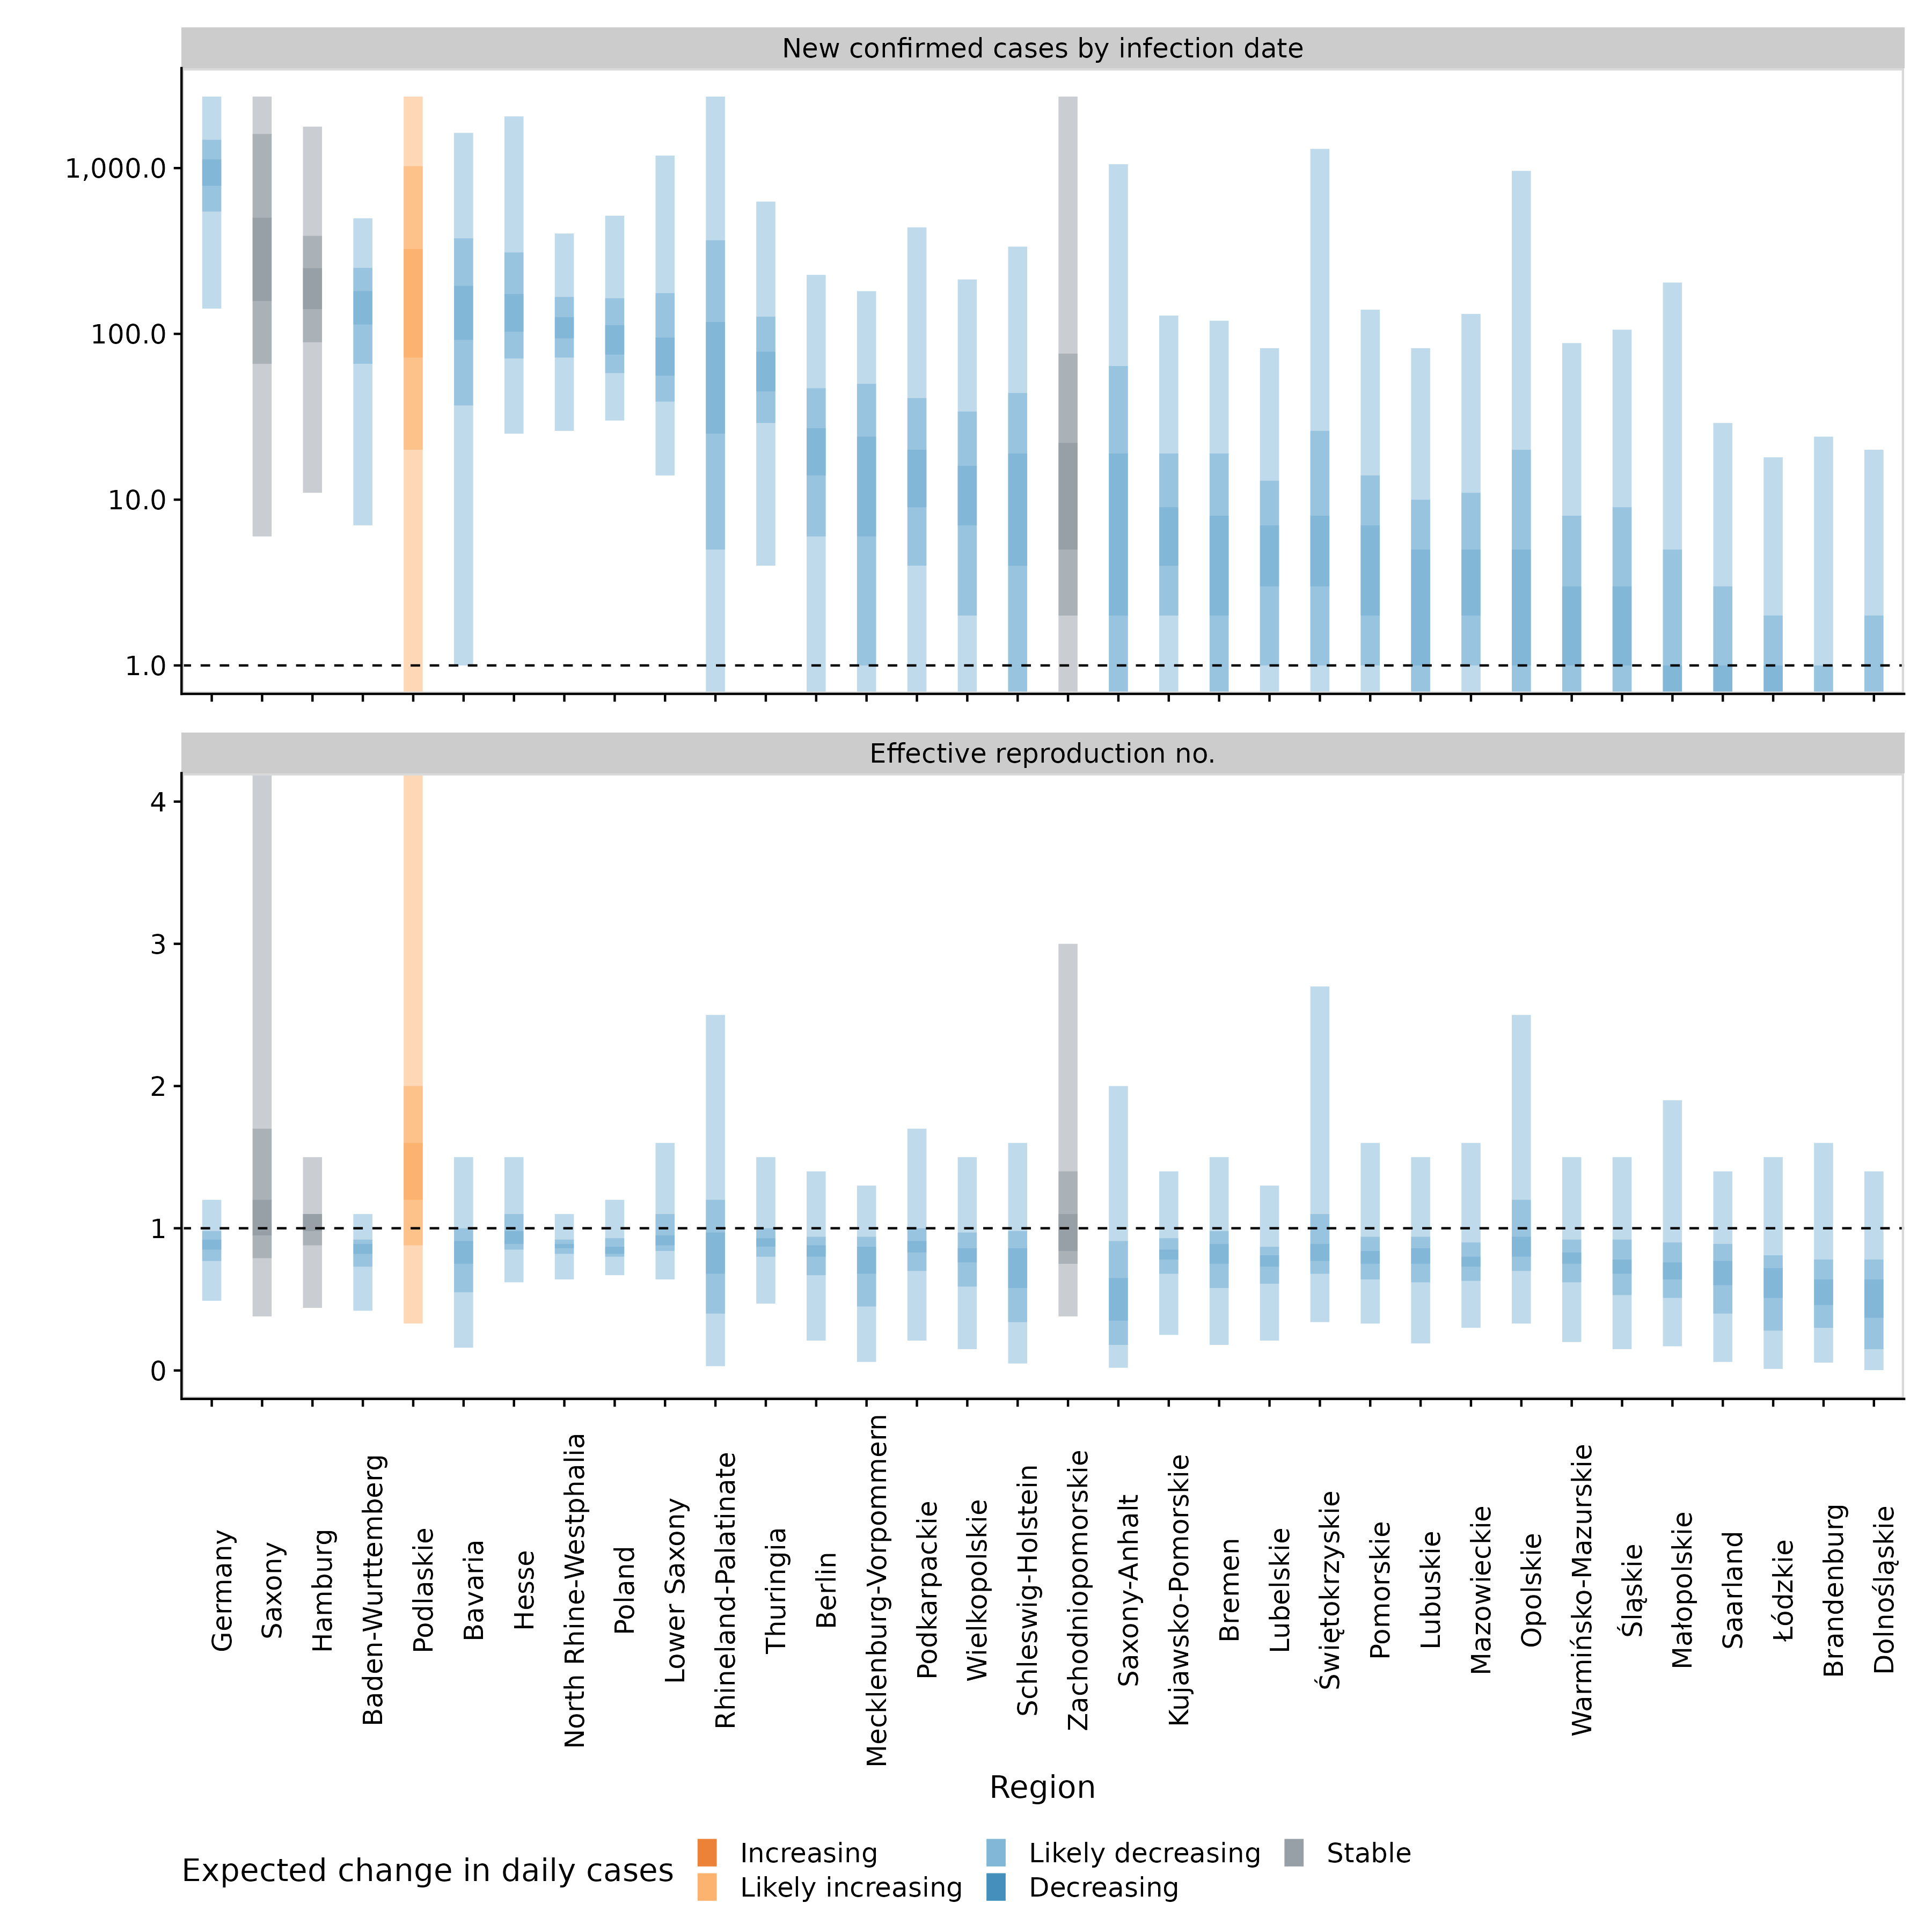 New confirmed cases by infection date
1,000.0
100.0
10.0
1.0
Effective reproduction no.
4
3
2
1
0
Germany
Saxony
Hamburg
Baden-Wurttemberg
Podlaskie
Bavaria
Hesse
North Rhine-Westphalia
Poland
Lower Saxony
Rhineland-Palatinate
Thuringia
Berlin
Mecklenburg-Vorpommern
Podkarpackie
Wielkopolskie
Schleswig-Holstein
Zachodniopomorskie
Saxony-Anhalt
Kujawsko-Pomorskie
Bremen
Lubelskie
Świętokrzyskie
Pomorskie
Lubuskie
Mazowieckie
Opolskie
Warmińsko-Mazurskie
Śląskie
Małopolskie
Saarland
Łódzkie
Brandenburg
Dolnośląskie
Region
Expected change in daily cases
Increasing
Likely increasing
Likely decreasing
Decreasing
Stable